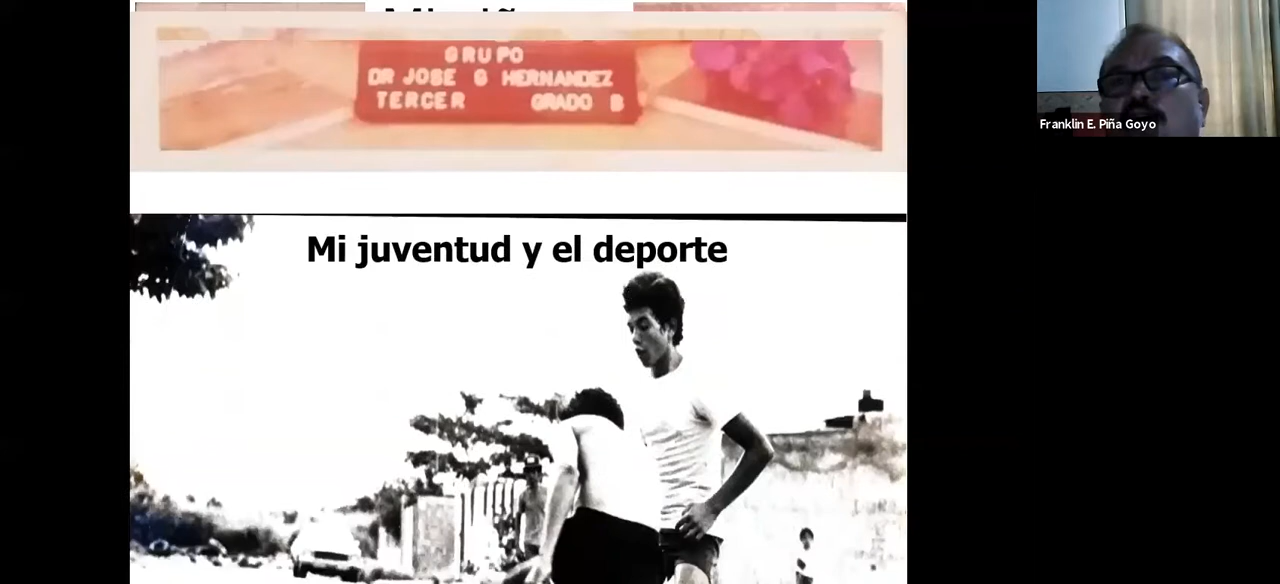 GRUPO
DR JOSE G HERNANDEZ
TERCER GRADO B
Mi juventud y el deporte
Franklin E. Piña Goyo